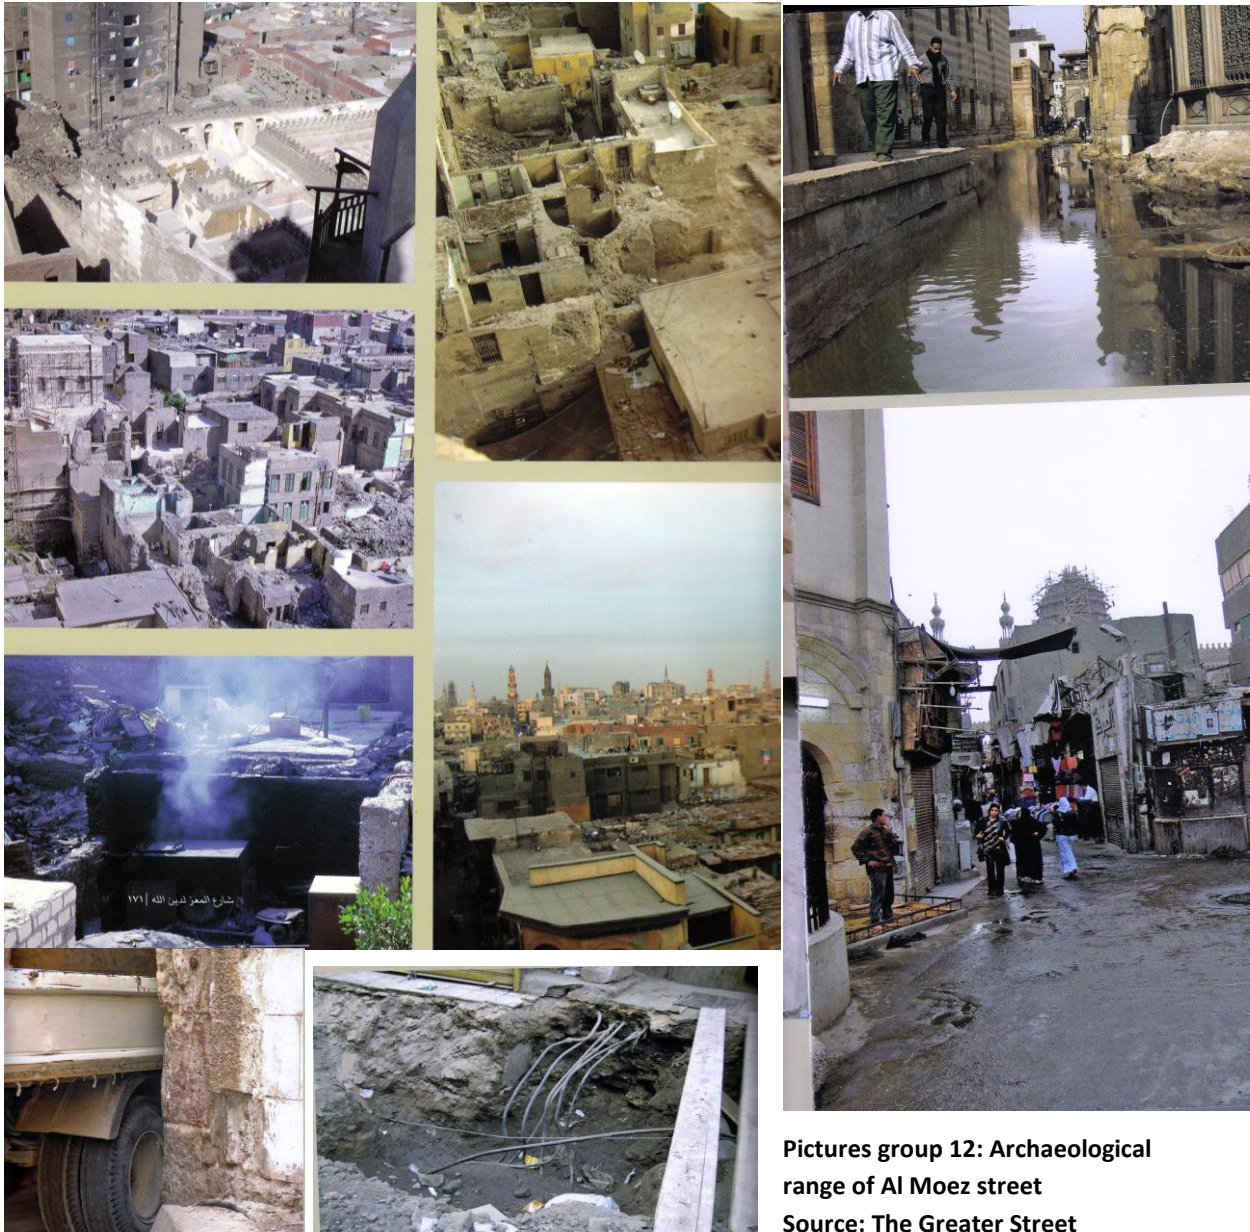 شارع المعز لدين الله | ١٧١
Pictures group 12: Archaeological
range of Al Moez street
Source: The Greater Street